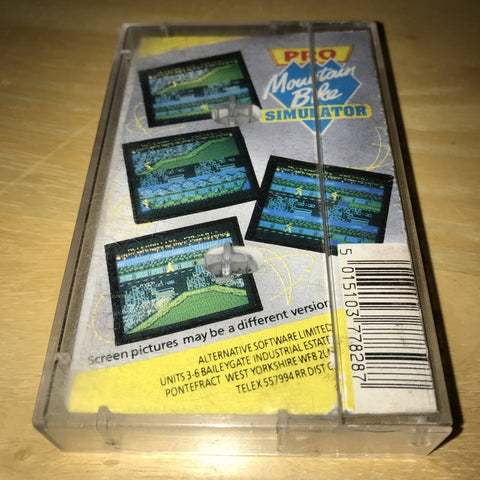 PRO
Mountain
Bike
SIMULATOR
Screen pictures may be a different version
ALTERNATIVE SOFTWARE LIMITED
UNITS 3-6 BAILEYGATE INDUSTRIAL ESTATE
PONTEFRACT WEST YORKSHIRE WF8 2LN
TELEX 557994 RR DIST G
5 015103 778287